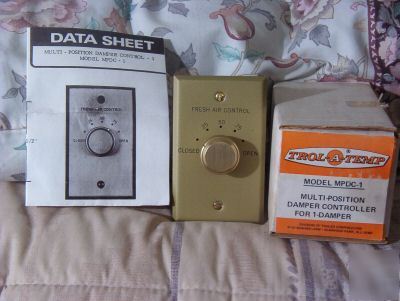 DATA SHEET
MULTI - POSITION DAMPER CONTROL - 1
MODEL MPDC - 1
FRESH AIR CONTROL
CLOSED
OPEN
FRESH AIR CONTROL
50
CLOSED
OPEN
TROL-A-TEMP
®
MODEL MPDC-1
MULTI-POSITION
DAMPER CONTROLLER
FOR 1-DAMPER